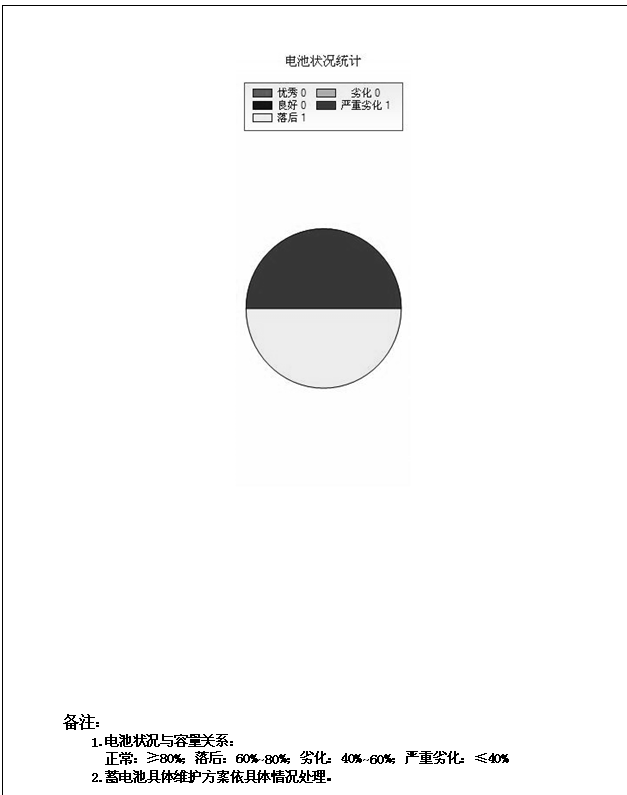 电池状况统计
优秀 0 劣化 0
良好 0 严重劣化 1
落后 1
备注：
1.电池状况与容量关系：
正常：≥80%；落后：60%~80%；劣化：40%~60%；严重劣化：≤40%
2.蓄电池具体维护方案依具体情况处理。